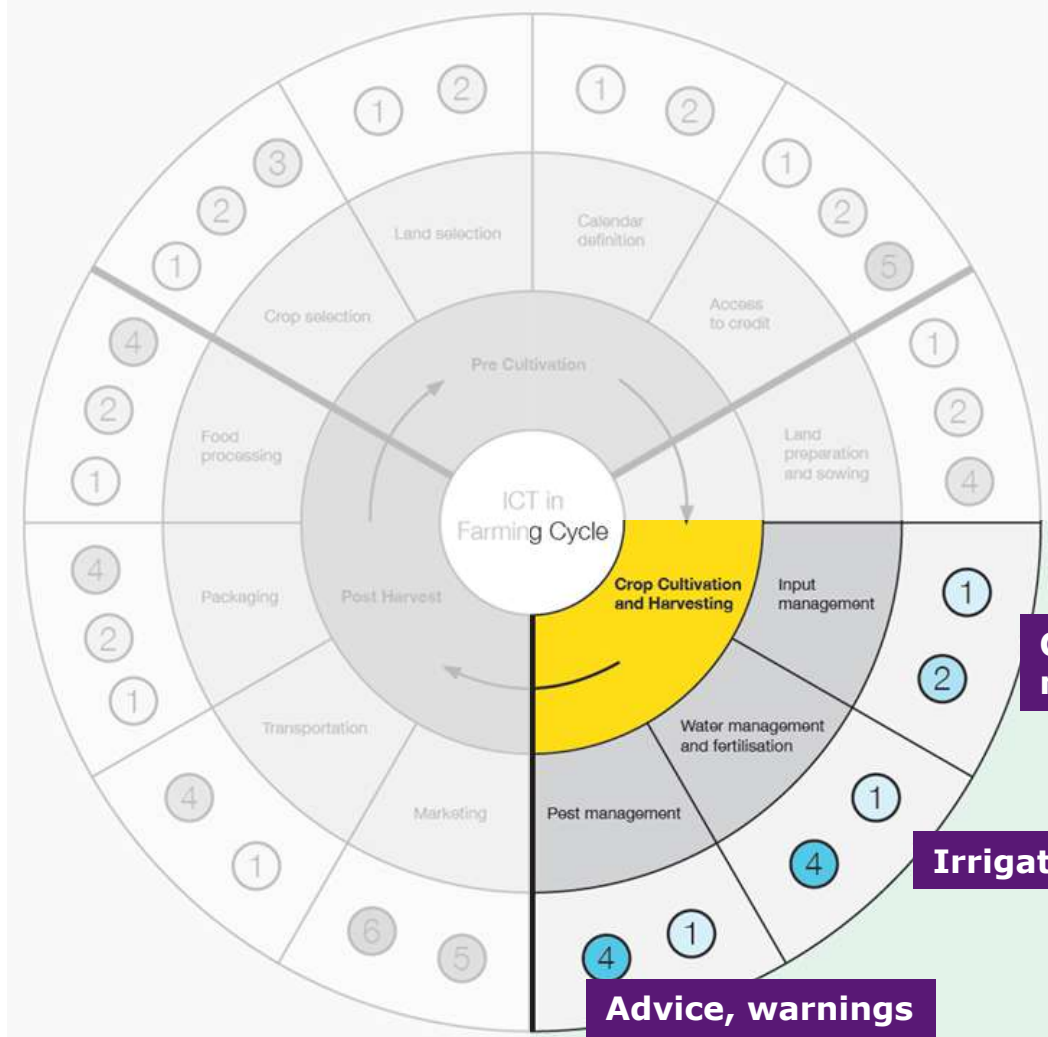 1
2
1
2
3
2
1
1
2
5
Land selection
Calendar
definition
Crop selection
Access
to credit
4
2
1
1
2
4
Pre Cultivation
Food
processing
Land
preparation
and sowing
ICT in
Farming Cycle
4
2
1
Packaging
Post Harvest
Crop Cultivation
and Harvesting
Input
management
1
2
Transportation
Water management
and fertilisation
4
1
Marketing
Pest management
1
4
Irrigat
6
5
4
1
Advice, warnings